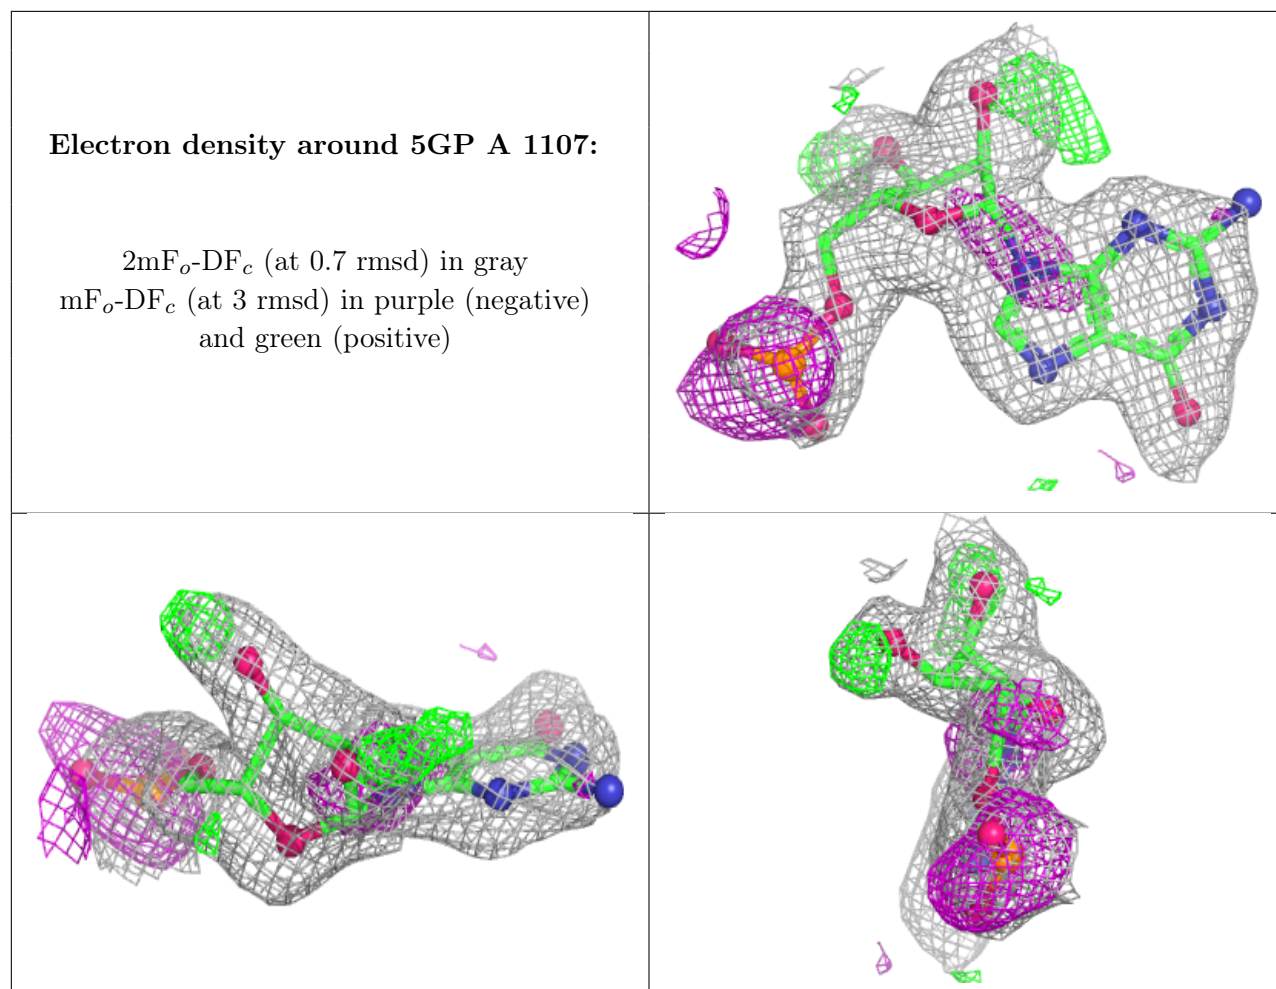 Electron density around 5GP A 1107:
2mFo-DFc (at 0.7 rmsd) in gray
mFo-DFc (at 3 rmsd) in purple (negative)
and green (positive)